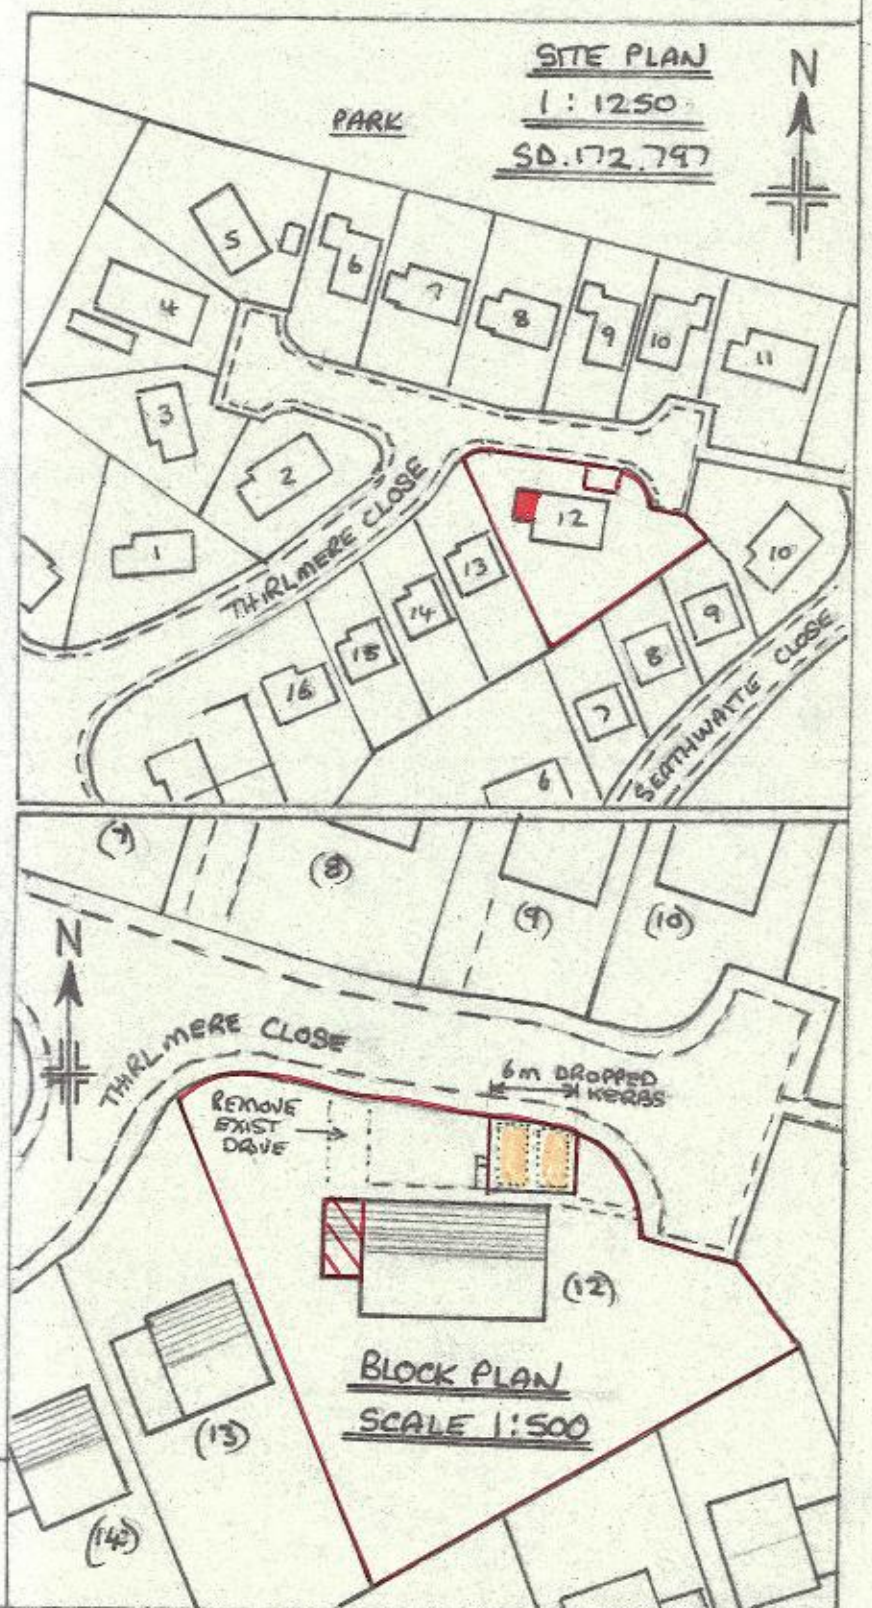 SITE PLAN
1 : 1250
SD.172.797
N
PARK
5
6
7
8
9
10
11
4
3
2
1
12
THIRLMERE CLOSE
13
14
15
16
10
9
8
7
6
SEATHWAITE CLOSE
(7)
(8)
(9)
(10)
N
THIRLMERE CLOSE
6m DROPPED
KERBS
REMOVE
EXIST
DRIVE
(12)
BLOCK PLAN
SCALE 1:500
(13)
(14)